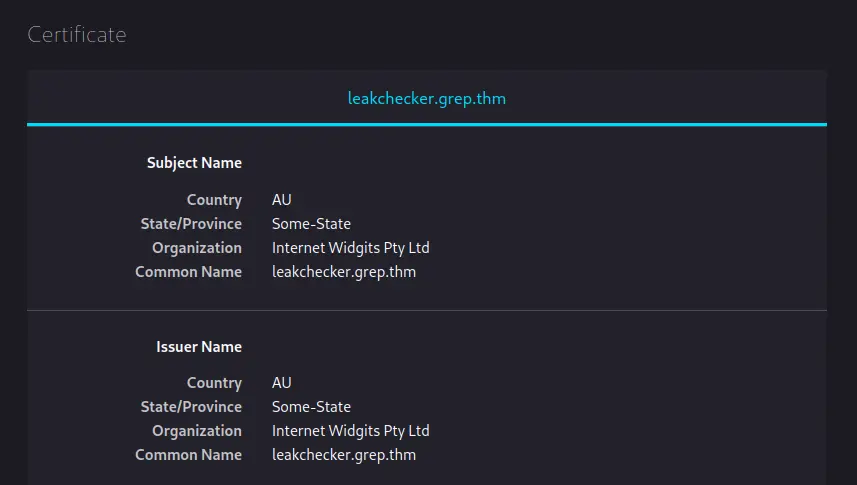 Certificate
leakchecker.grep.thm
Subject Name
Country AU
State/Province Some-State
Organization Internet Widgits Pty Ltd
Common Name leakchecker.grep.thm
Issuer Name
Country AU
State/Province Some-State
Organization Internet Widgits Pty Ltd
Common Name leakchecker.grep.thm